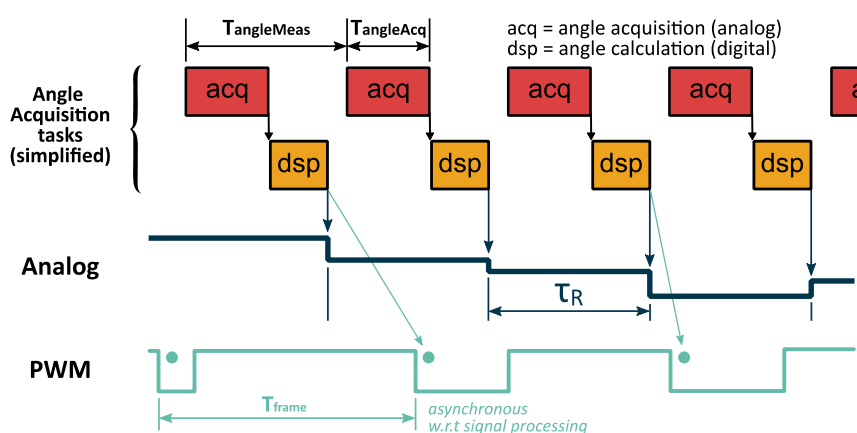 TangleMeas
TangleAcq
acq = angle acquisition (analog)
dsp = angle calculation (digital)
Angle
Acquisition
tasks
(simplified)
acq
acq
acq
acq
a
dsp
dsp
dsp
dsp
Analog
τR
PWM
Tframe
asynchronous
w.r.t signal processing